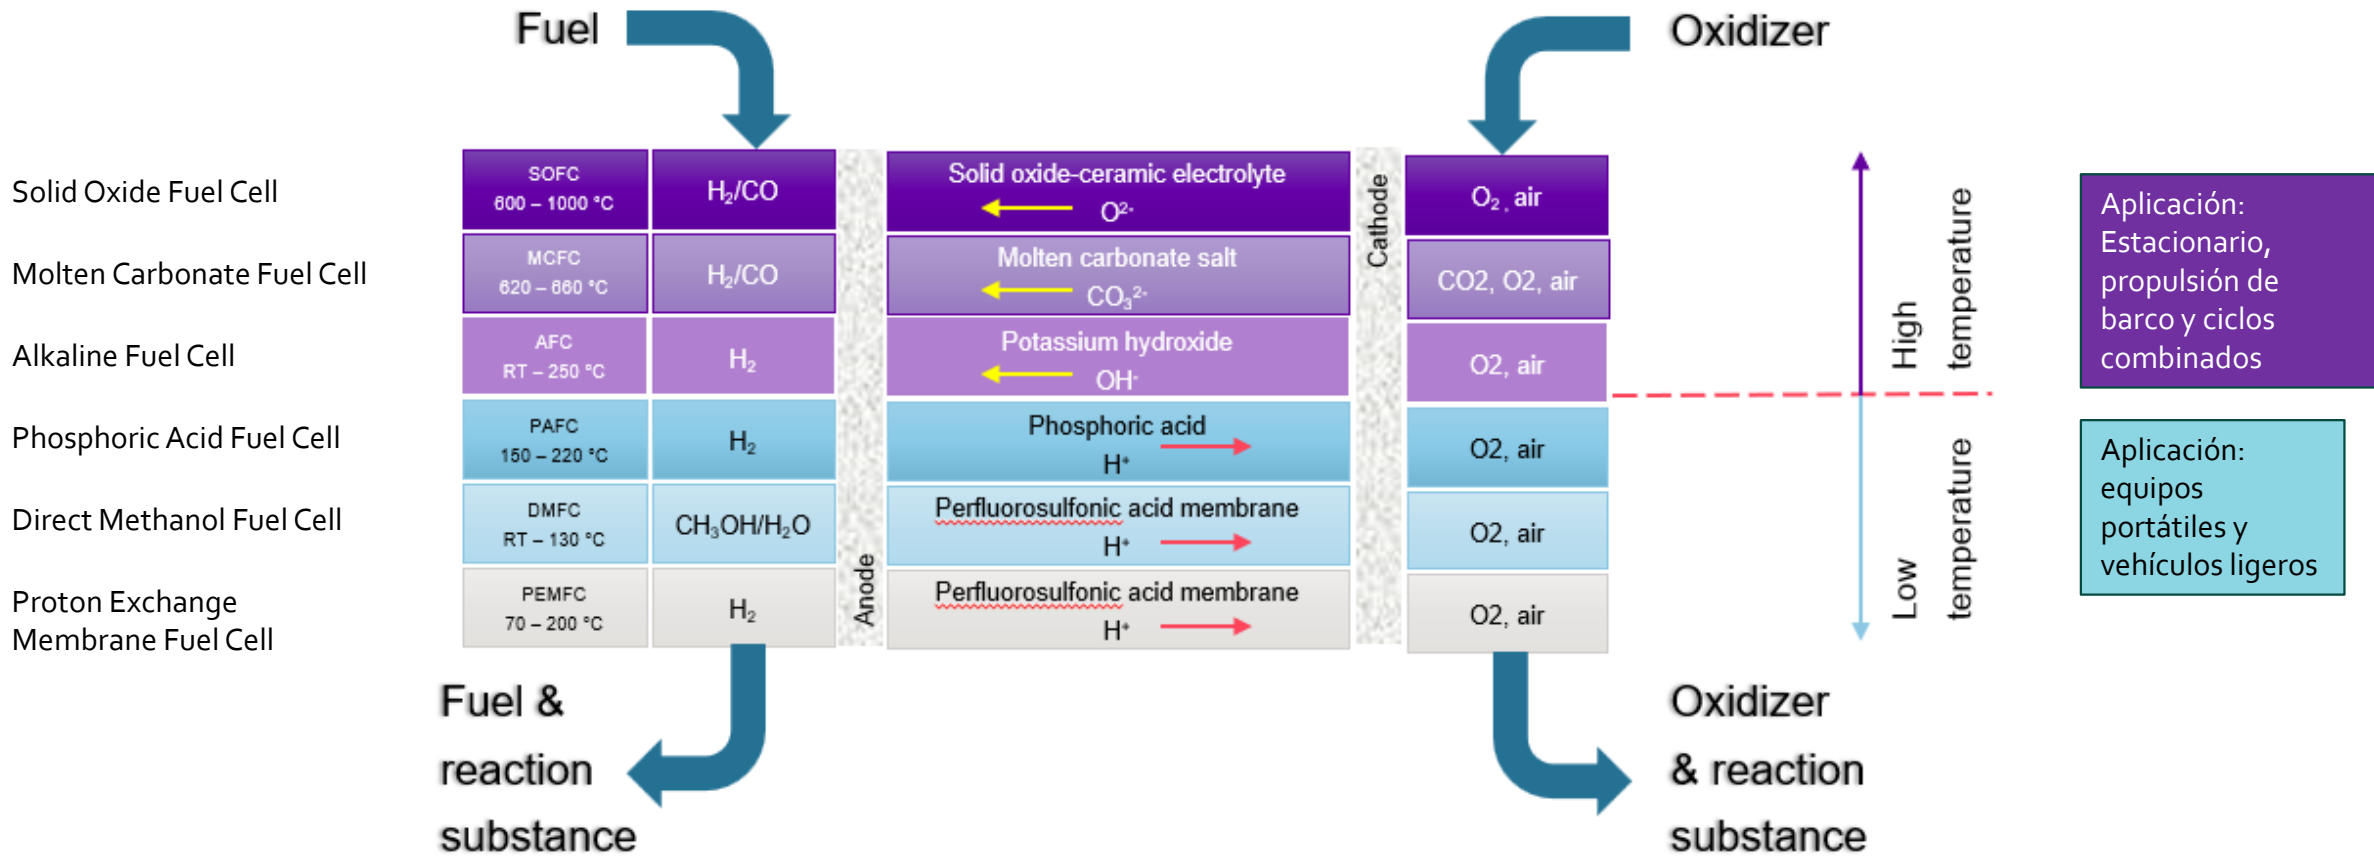 Fuel
Oxidizer
Solid Oxide Fuel Cell
SOFC
600 – 1000 °C
H₂/CO
Solid oxide-ceramic electrolyte
O²⁻
O₂, air
Molten Carbonate Fuel Cell
MCFC
620 – 660 °C
H₂/CO
Molten carbonate salt
CO₃²⁻
CO2, O2, air
Alkaline Fuel Cell
AFC
RT – 250 °C
H₂
Potassium hydroxide
OH⁻
O2, air
Phosphoric Acid Fuel Cell
PAFC
150 – 220 °C
H₂
Phosphoric acid
H⁺
O2, air
Direct Methanol Fuel Cell
DMFC
RT – 130 °C
CH₃OH/H₂O
Perfluorosulfonic acid membrane
H⁺
O2, air
Proton Exchange
Membrane Fuel Cell
PEMFC
70 – 200 °C
H₂
Perfluorosulfonic acid membrane
H⁺
O2, air
Anode
Cathode
High
temperature
Low
temperature
Aplicación:
Estacionario,
propulsión de
barco y ciclos
combinados
Aplicación:
equipos
portátiles y
vehículos ligeros
Fuel &
reaction
substance
Oxidizer
& reaction
substance